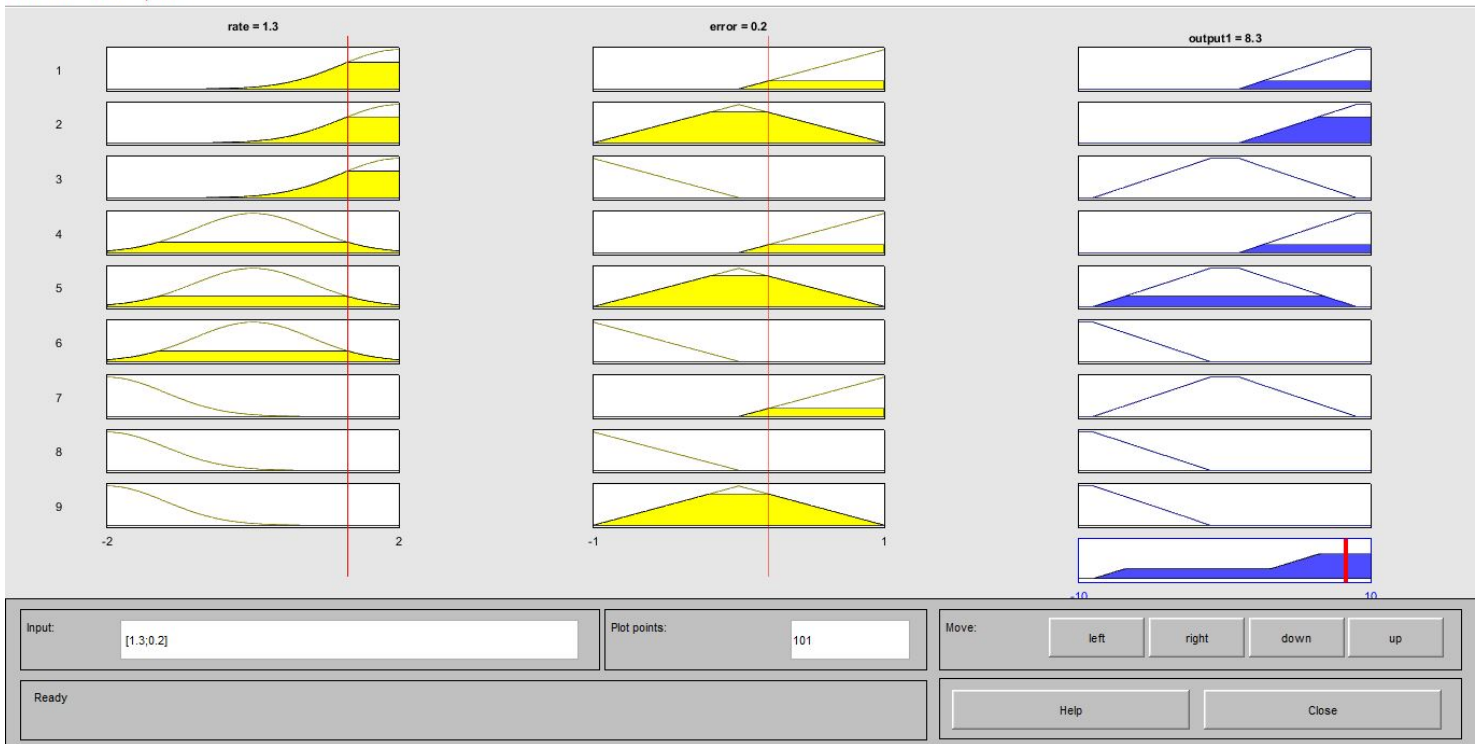 rate = 1.3
error = 0.2
output1 = 8.3
1
2
3
4
5
6
7
8
9
-2 2
-1 1
-10 10
Input:
[1.3;0.2]
Plot points:
101
Move:
left right down up
Ready
Help Close